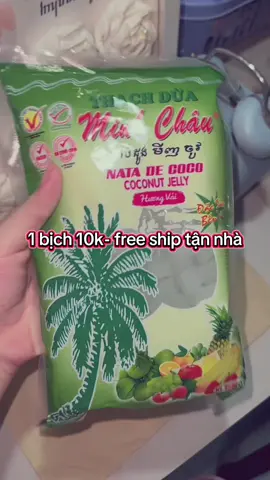 THẠCH DỪA
Minh Châu
NATA DE COCO
COCONUT JELLY
Hương Vải
1 bịch 10k- free ship tận nhà